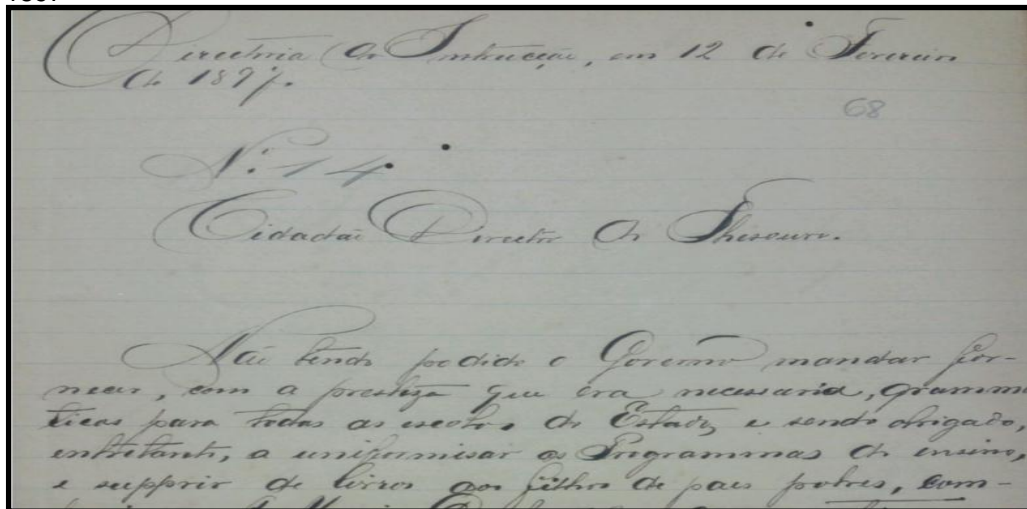 Directoria da Instrucção, em 12 de Fevereiro
de 1897.
68
Nº 14
Cidadão Director do Thesouro.
Não tendo podido o Governo mandar for-
necer, com a presteza que era necessaria, gramma
ticas para todas as escolas do Estado, e sendo obrigado,
entretanto, a uniformisar os Programmas de ensino,
e supprir de livros aos filhos de paes pobres, com-